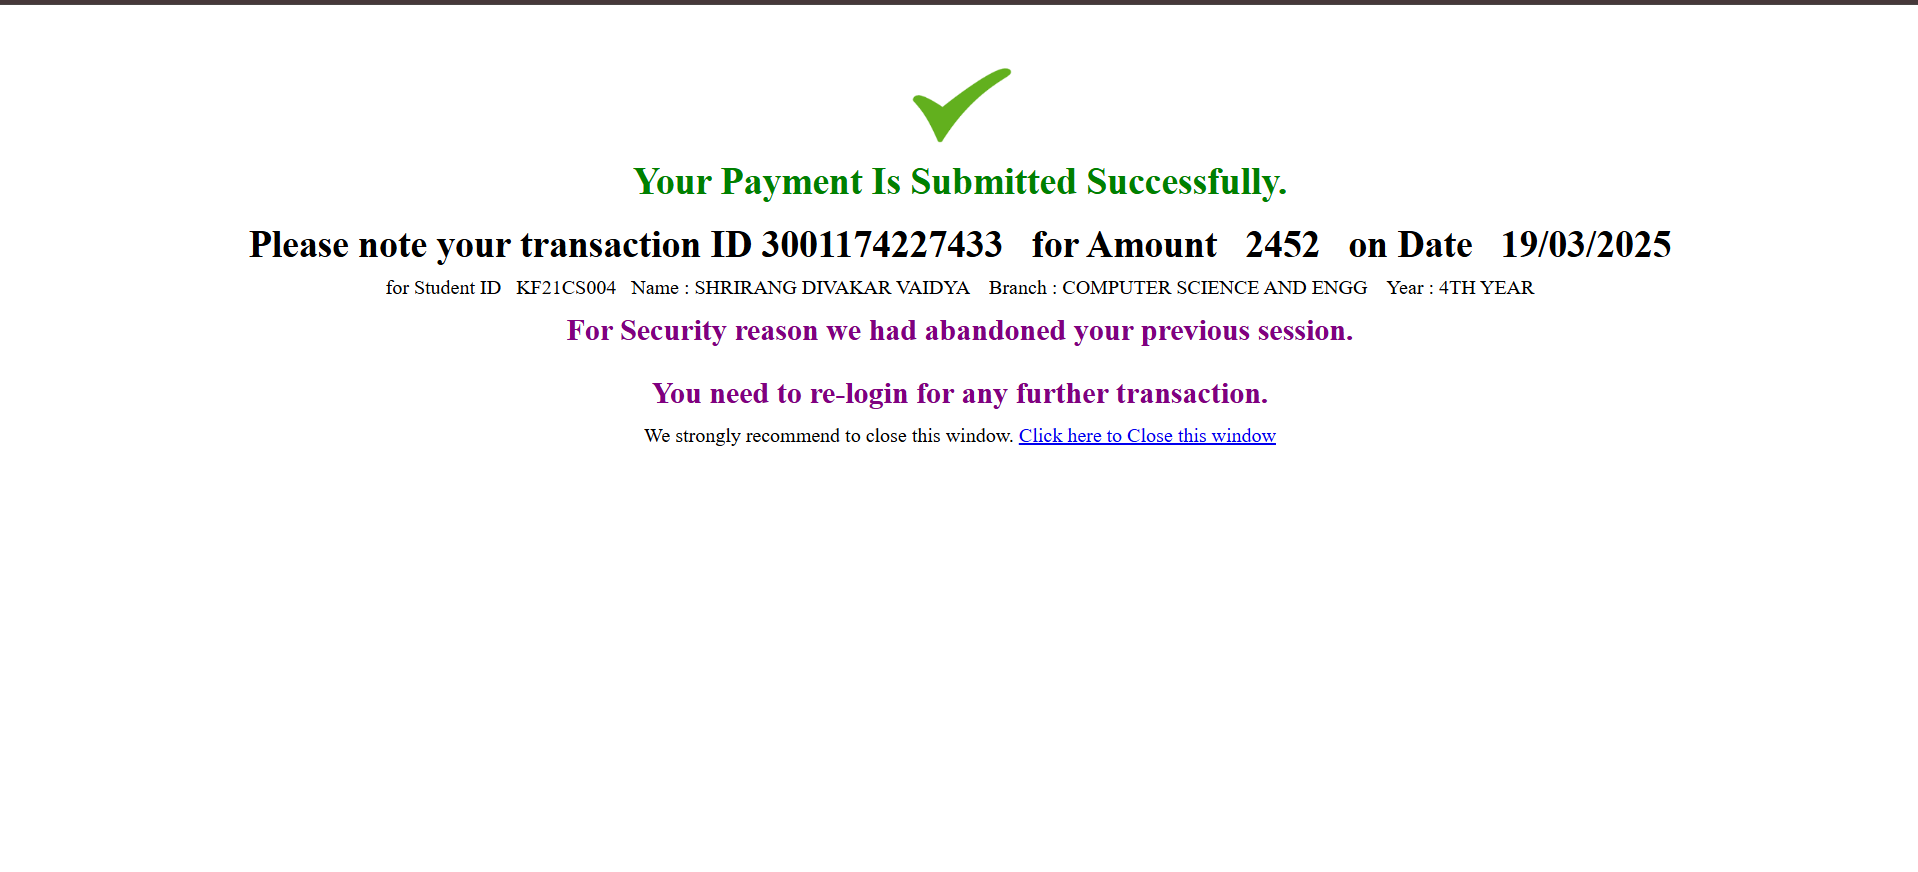 Your Payment Is Submitted Successfully.
Please note your transaction ID 3001174227433 for Amount 2452 on Date 19/03/2025
for Student ID KF21CS004 Name : SHRIRANG DIVAKAR VAIDYA Branch : COMPUTER SCIENCE AND ENGG Year : 4TH YEAR
For Security reason we had abandoned your previous session.
You need to re-login for any further transaction.
We strongly recommend to close this window. Click here to Close this window